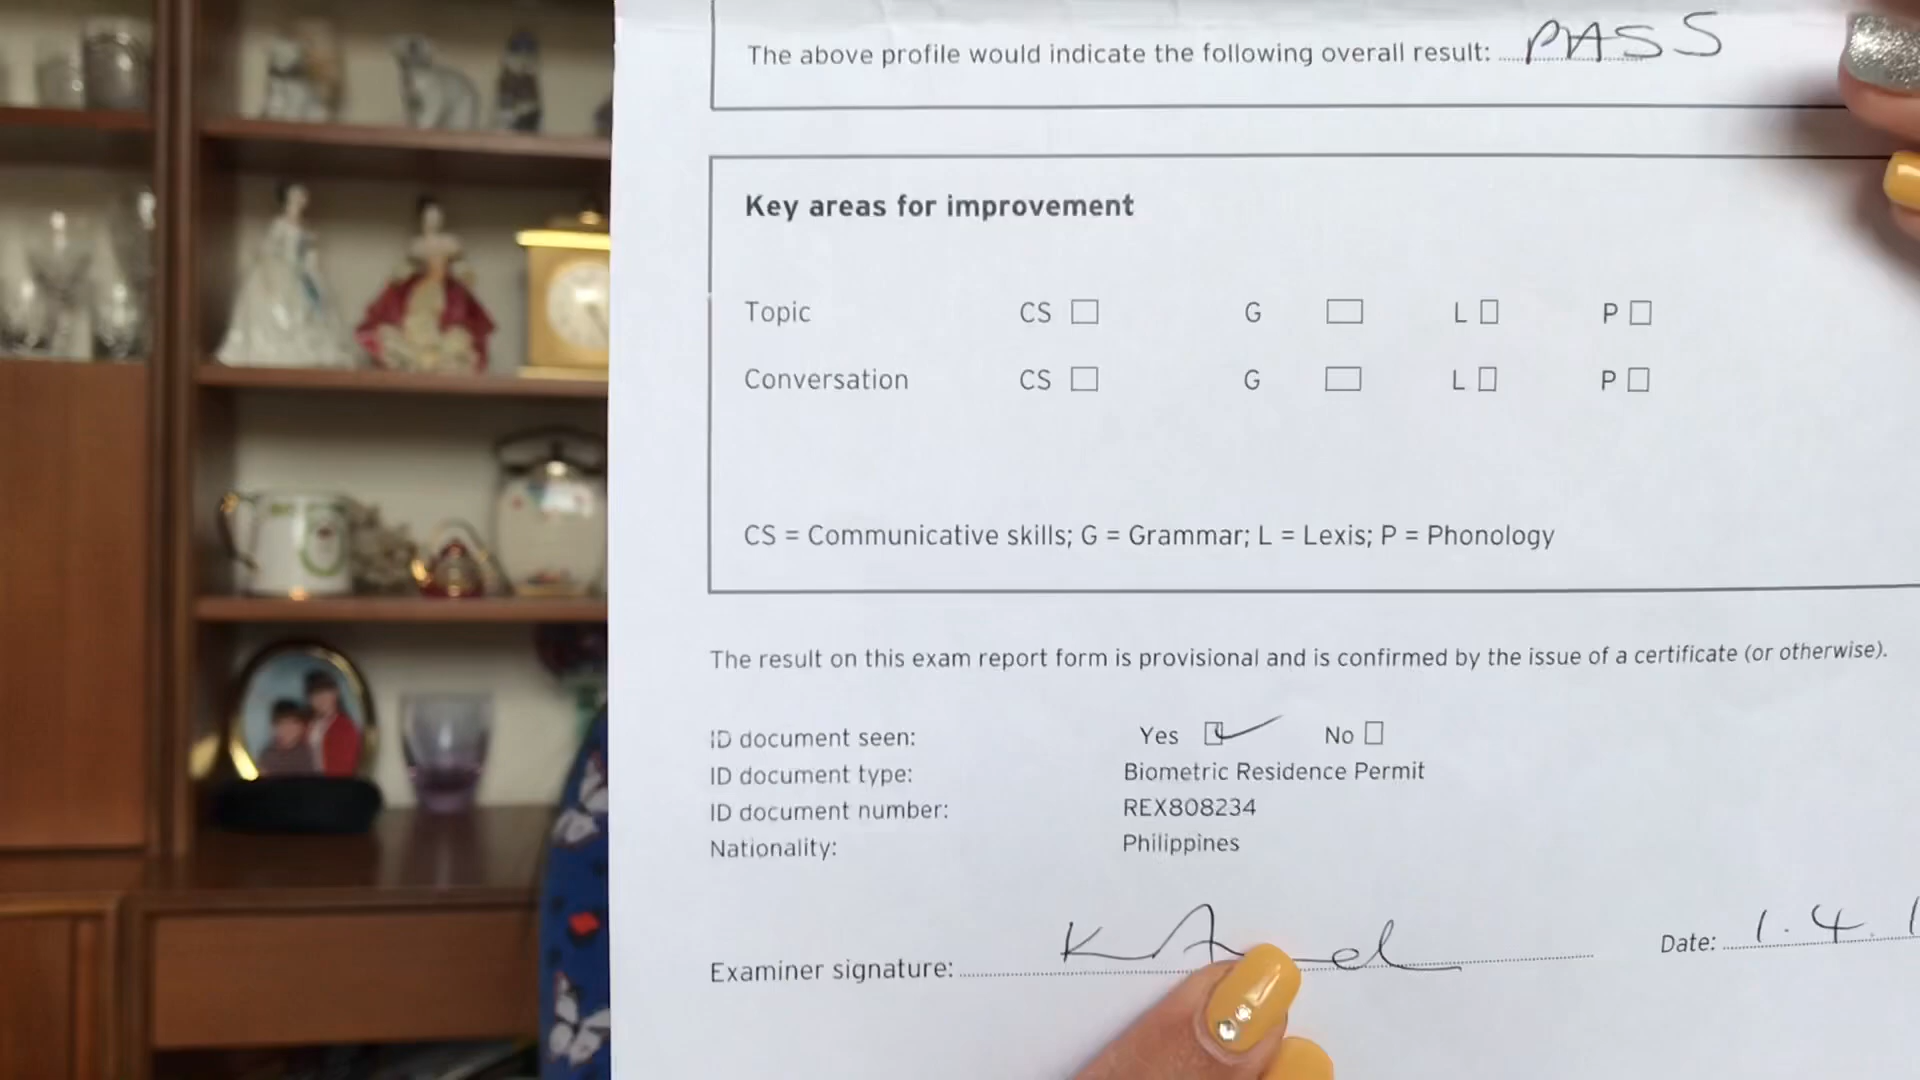 The above profile would indicate the following overall result: PASS
Key areas for improvement
Topic CS G L P
Conversation CS G L P
CS = Communicative skills; G = Grammar; L = Lexis; P = Phonology
The result on this exam report form is provisional and is confirmed by the issue of a certificate (or otherwise).
ID document seen: Yes No
ID document type: Biometric Residence Permit
ID document number: REX808234
Nationality: Philippines
Examiner signature:
Date: 1.4.1